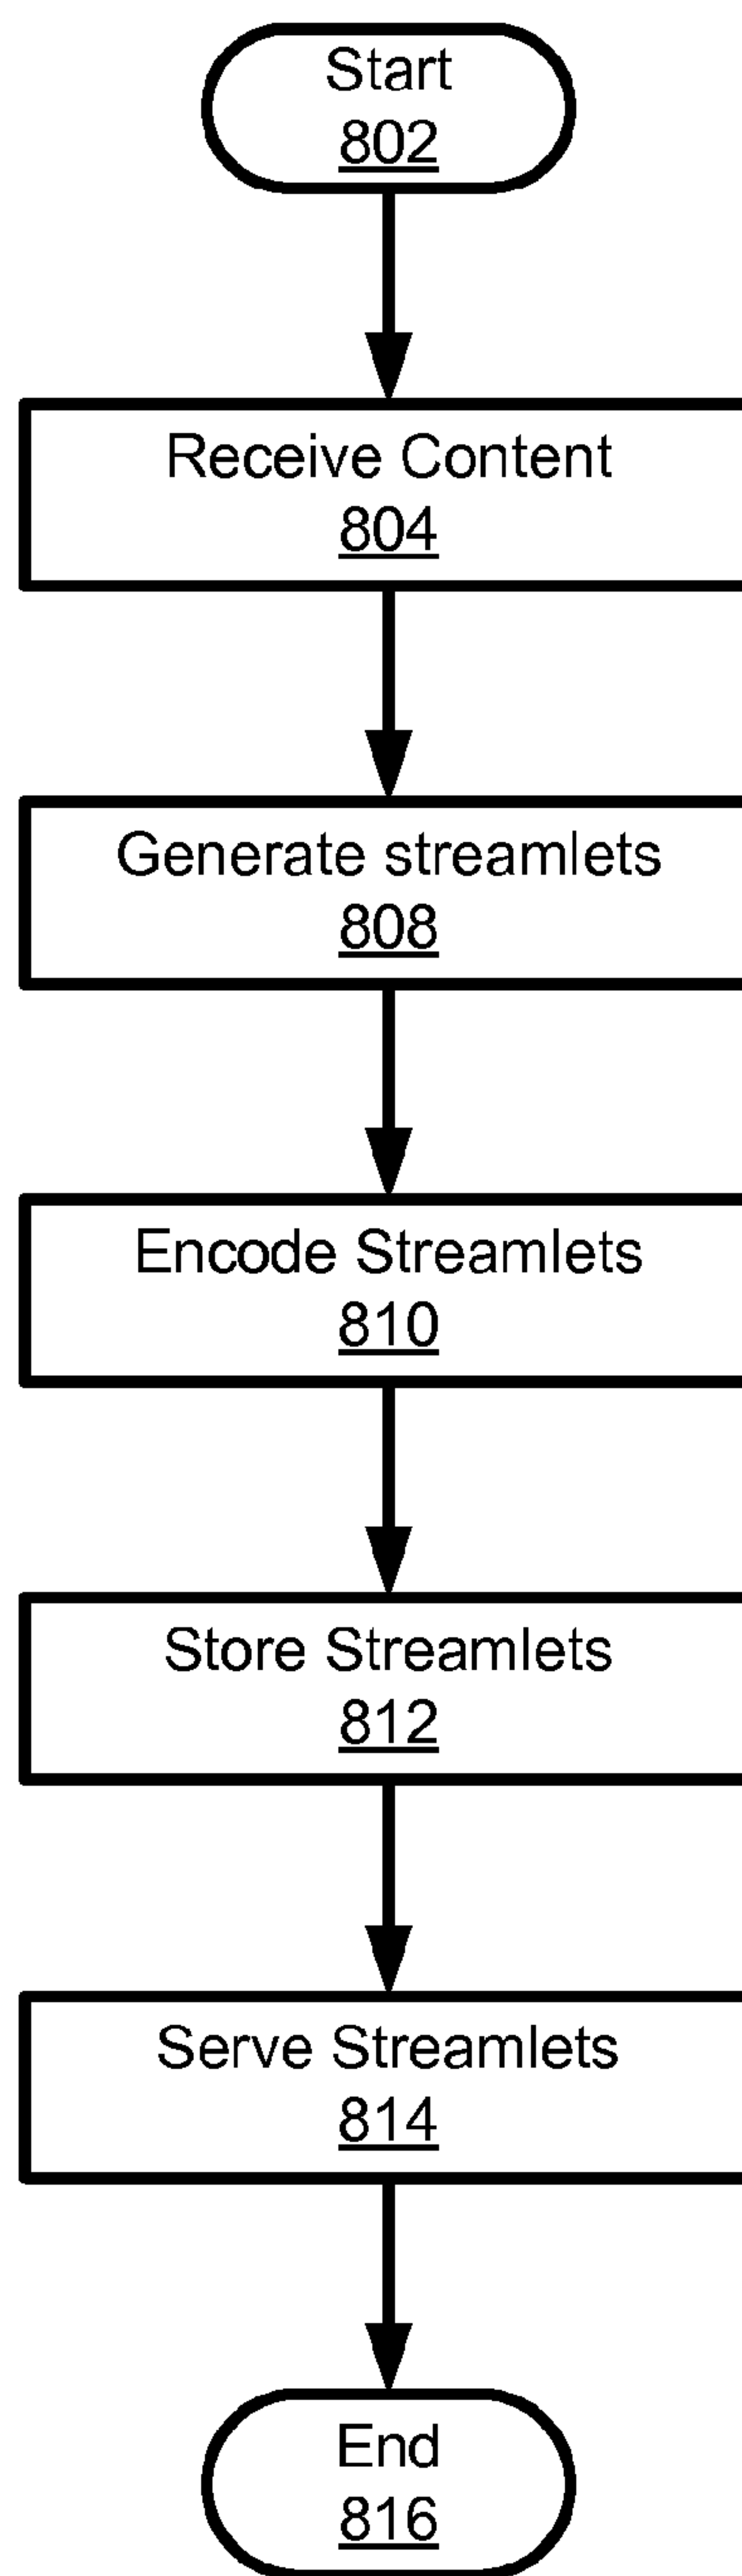 Start
802
Receive Content
804
Generate streamlets
808
Encode Streamlets
810
Store Streamlets
812
Serve Streamlets
814
End
816